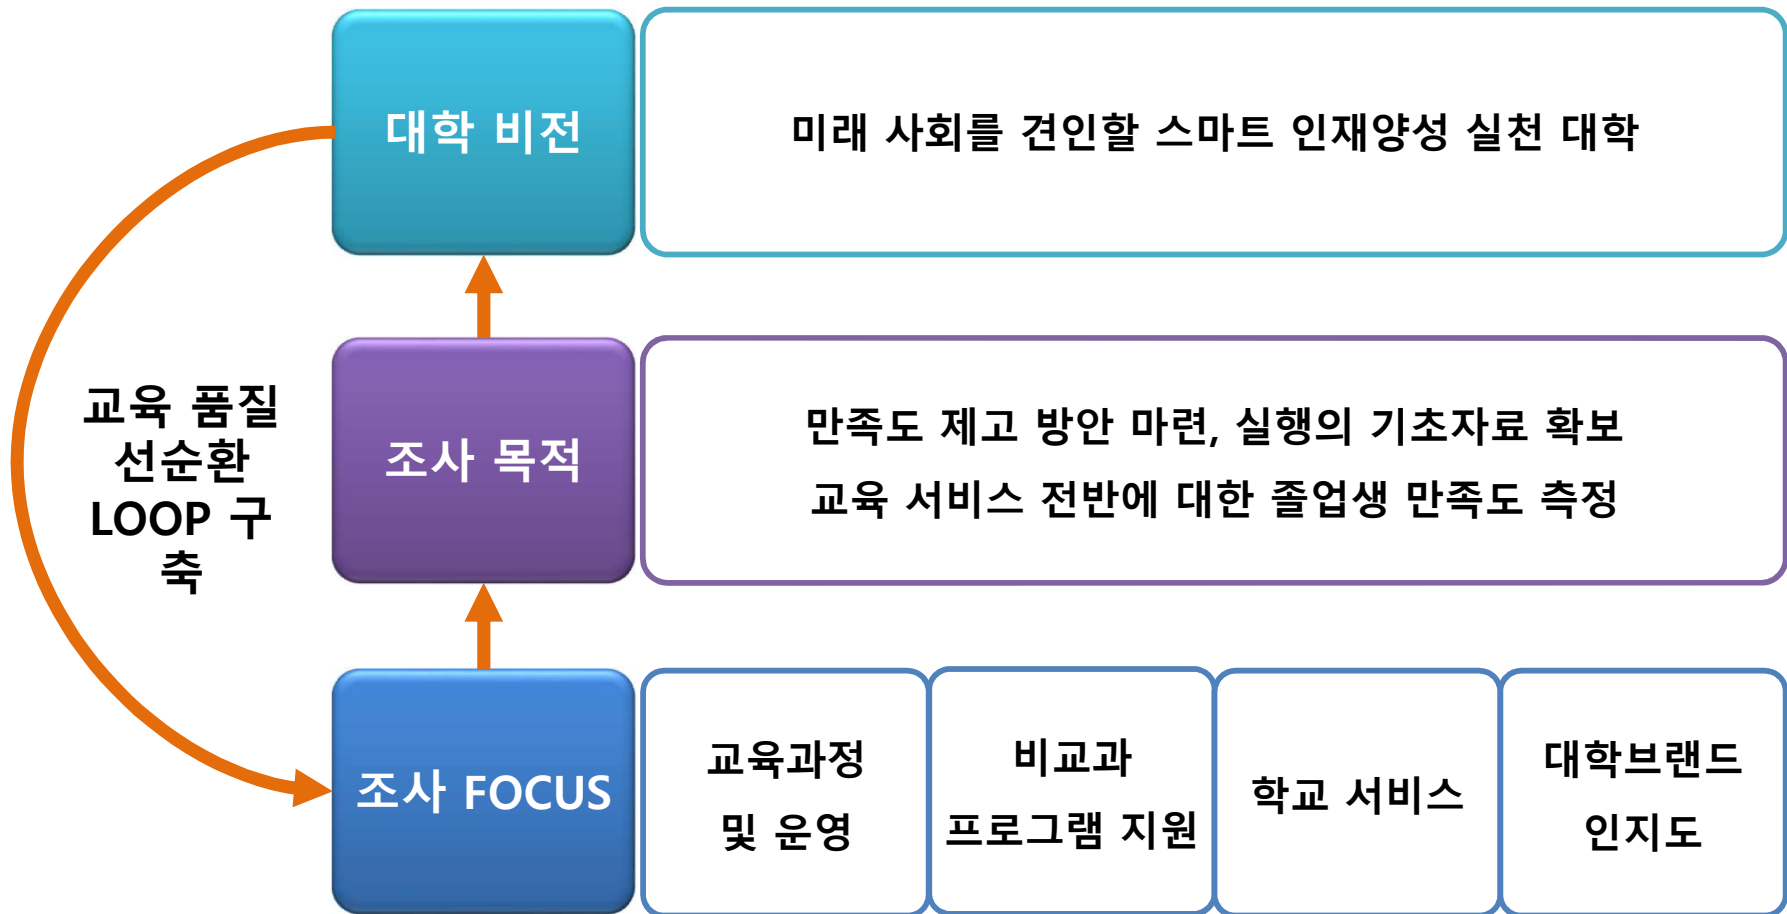 대학 비전
미래 사회를 견인할 스마트 인재양성 실천 대학
교육 품질
선순환
LOOP 구
축
조사 목적
만족도 제고 방안 마련, 실행의 기초자료 확보
교육 서비스 전반에 대한 졸업생 만족도 측정
조사 FOCUS
교육과정
및 운영
비교과
프로그램 지원
학교 서비스
대학브랜드
인지도